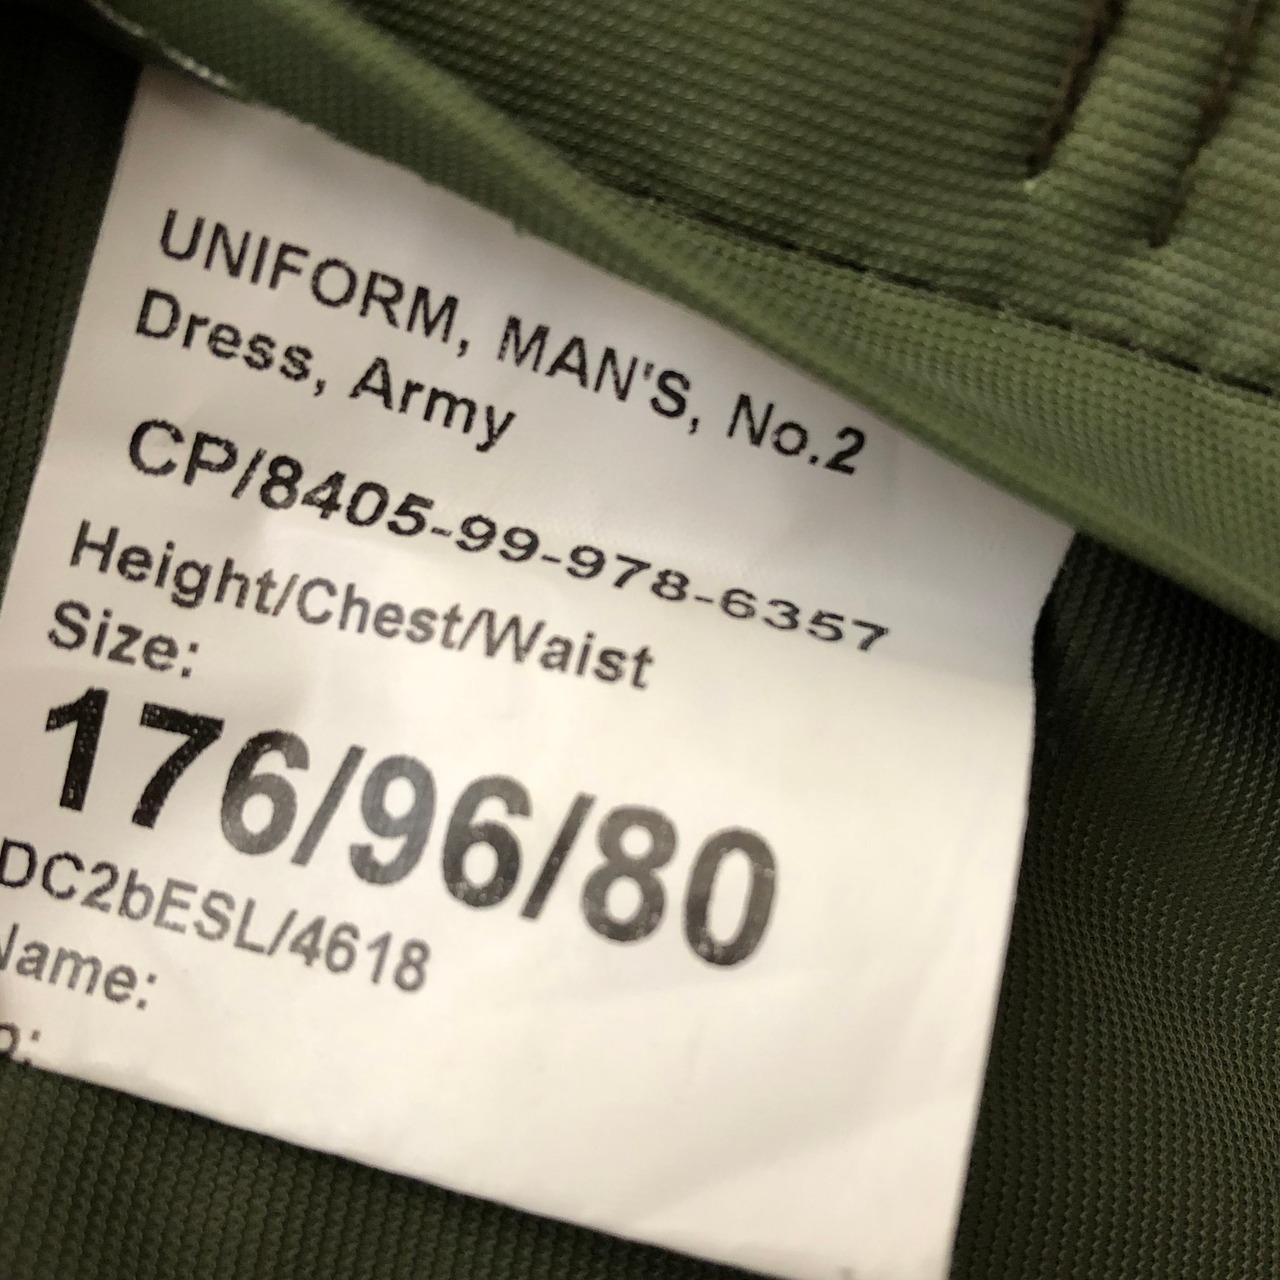 UNIFORM, MAN'S, No.2
Dress, Army
CP/8405-99-978-6357
Height/Chest/Waist
Size:
176/96/80
DC2bESL/4618
Name: